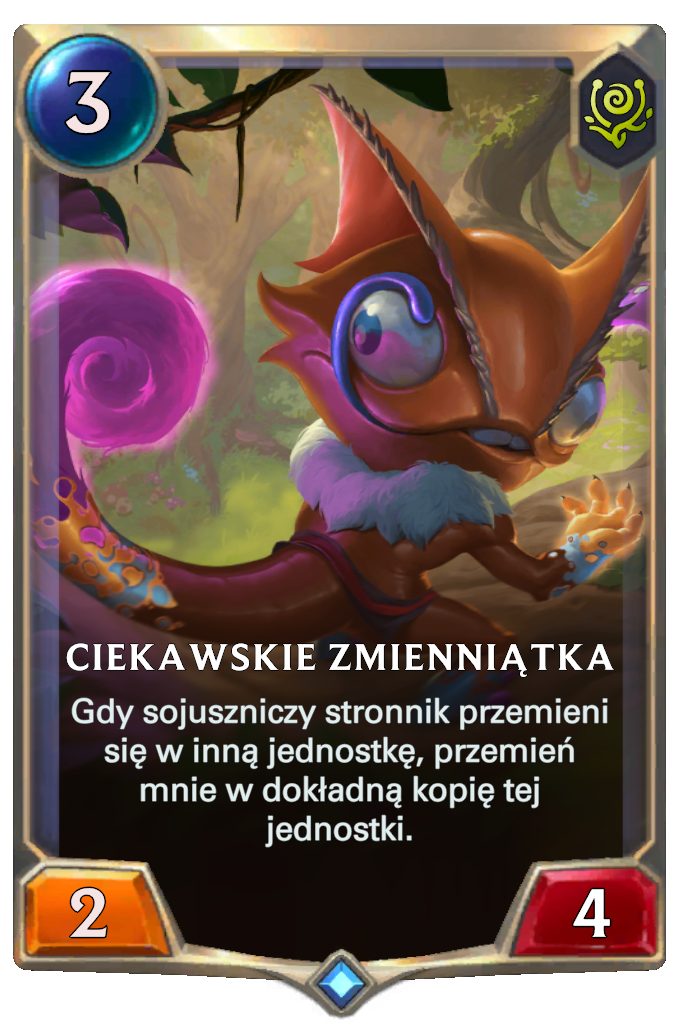 3
CIEKAWSKIE ZMIENNIĄTKA
Gdy sojuszniczy stronnik przemieni
się w inną jednostkę, przemień
mnie w dokładną kopię tej
jednostki.
2
4